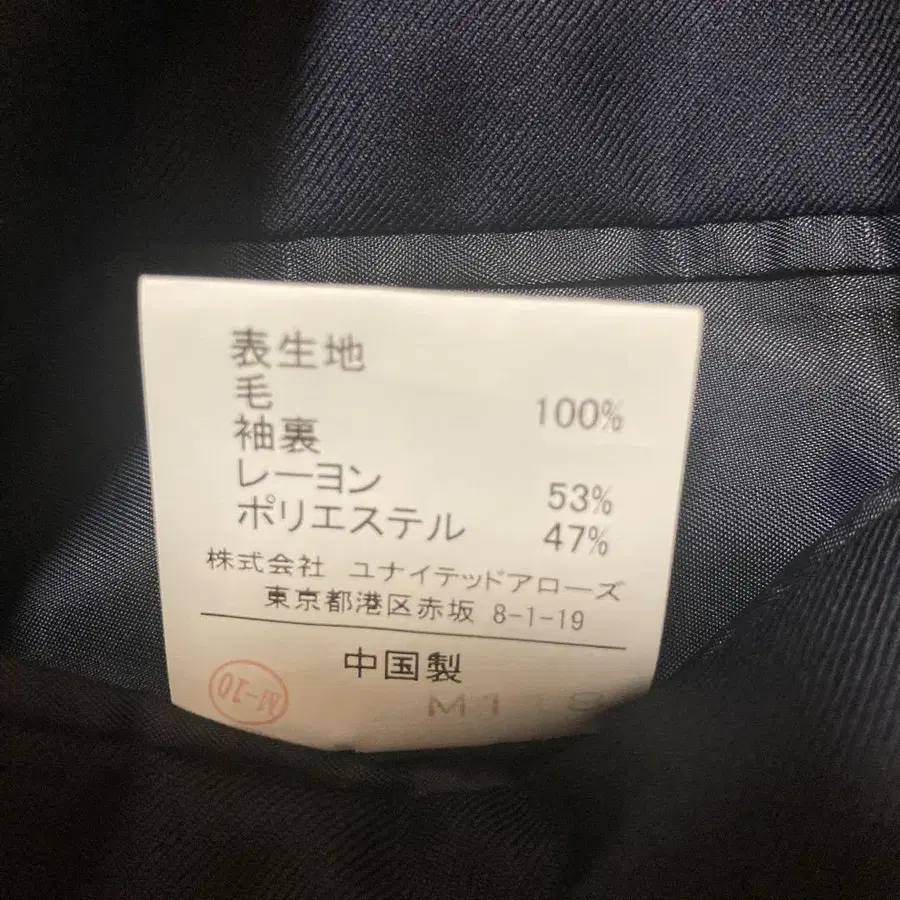 表生地
毛 100%
袖裏
レーヨン 53%
ポリエステル 47%
株式会社 ユナイテッドアローズ
東京都港区赤坂 8-1-19
中国製
M-10